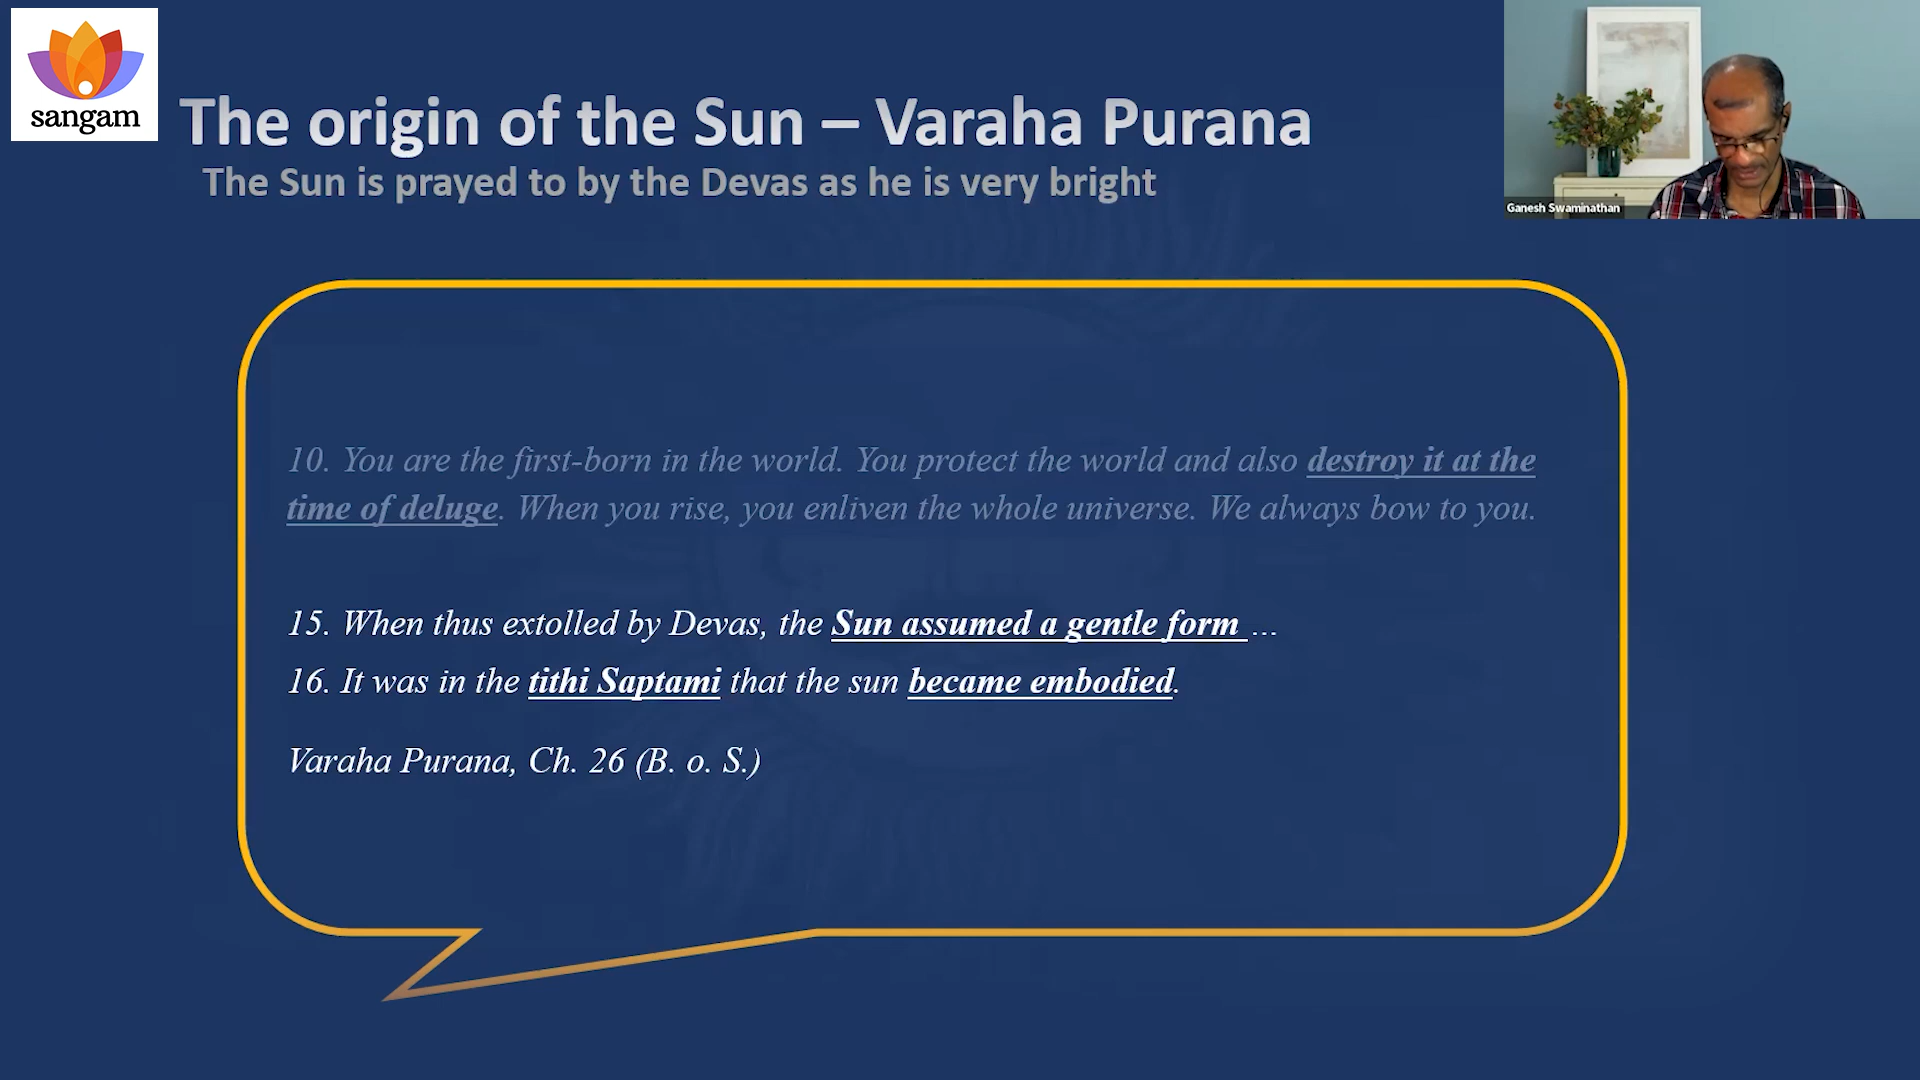 sangam
The origin of the Sun – Varaha Purana
The Sun is prayed to by the Devas as he is very bright
Ganesh Swaminathan
10. You are the first-born in the world. You protect the world and also destroy it at the
time of deluge. When you rise, you enliven the whole universe. We always bow to you.
15. When thus extolled by Devas, the Sun assumed a gentle form ...
16. It was in the tithi Saptami that the sun became embodied.
Varaha Purana, Ch. 26 (B. o. S.)